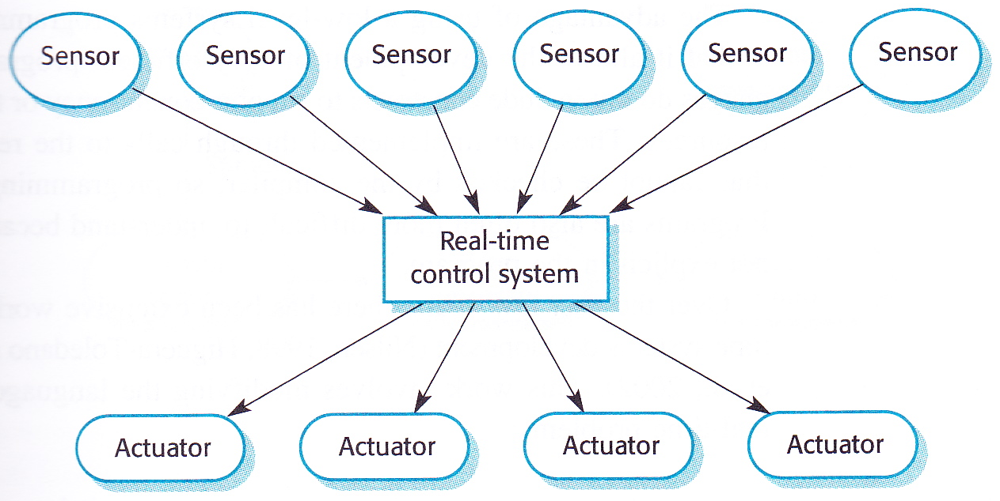 Sensor
Sensor
Sensor
Sensor
Sensor
Sensor
Real-time
control system
Actuator
Actuator
Actuator
Actuator